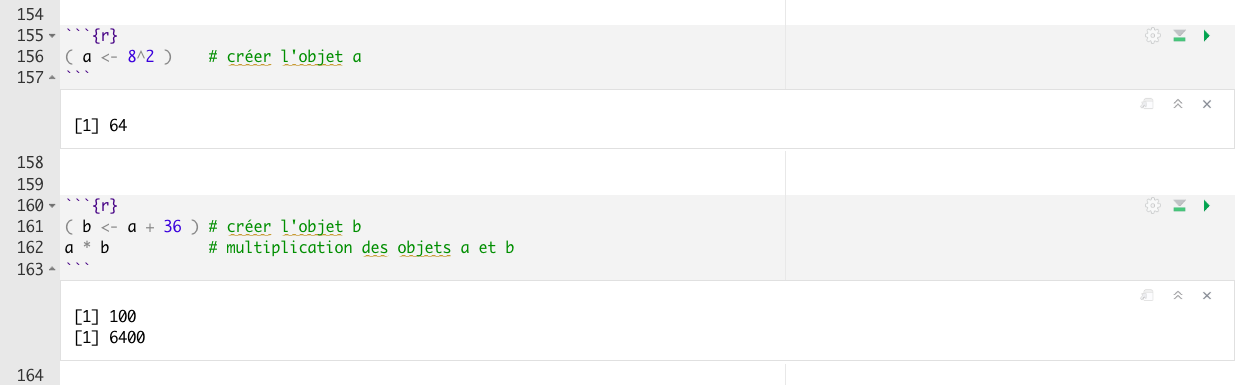 154
155 ```{r}
156 ( a <- 8^2 )    # créer l'objet a
157 ```
[1] 64
158
159
160 ```{r}
161 ( b <- a + 36 ) # créer l'objet b
162 a * b           # multiplication des objets a et b
163 ```
[1] 100
[1] 6400
164